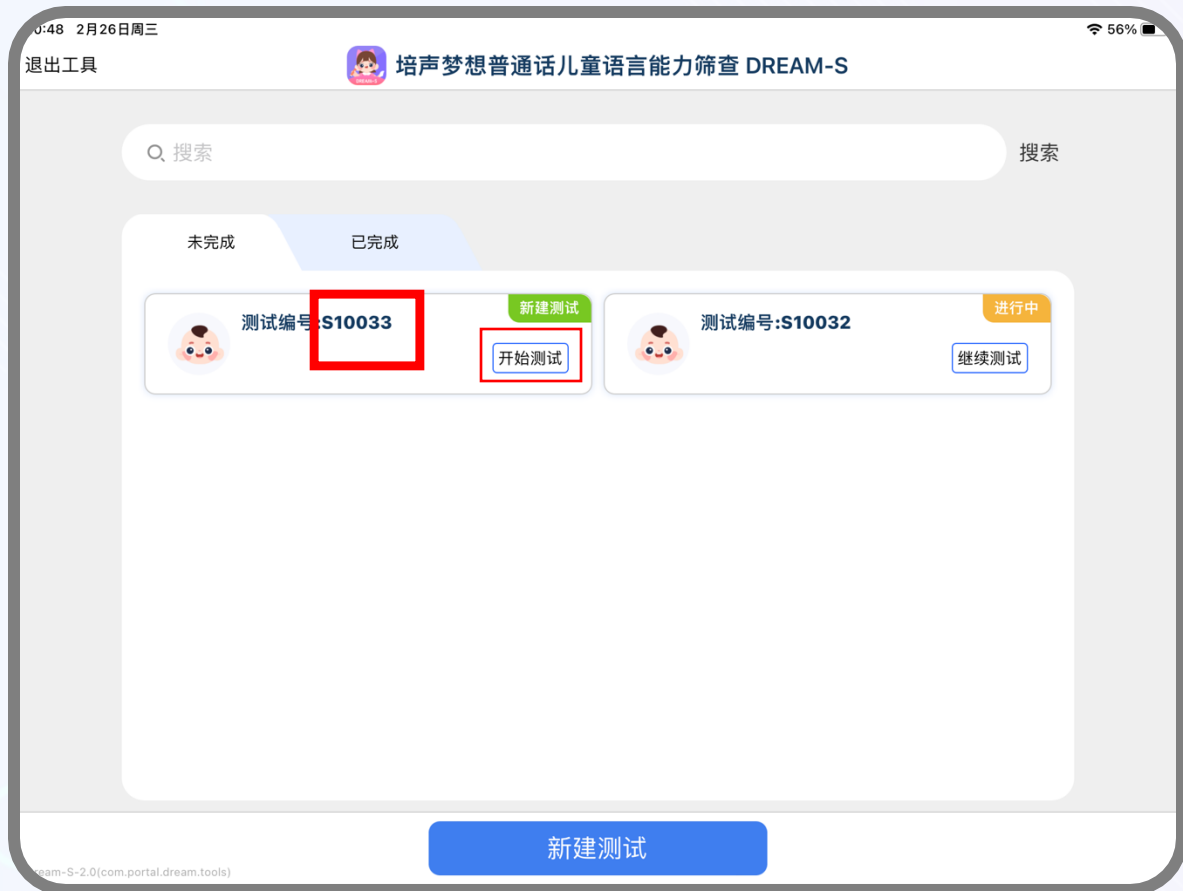 0:48 2月26日周三
56%
退出工具
培声梦想普通话儿童语言能力筛查 DREAM-S
搜索
搜索
未完成
已完成
测试编号:S10033
新建测试
开始测试
测试编号:S10032
进行中
继续测试
新建测试
ream-S-2.0(com.portal.dream.tools)